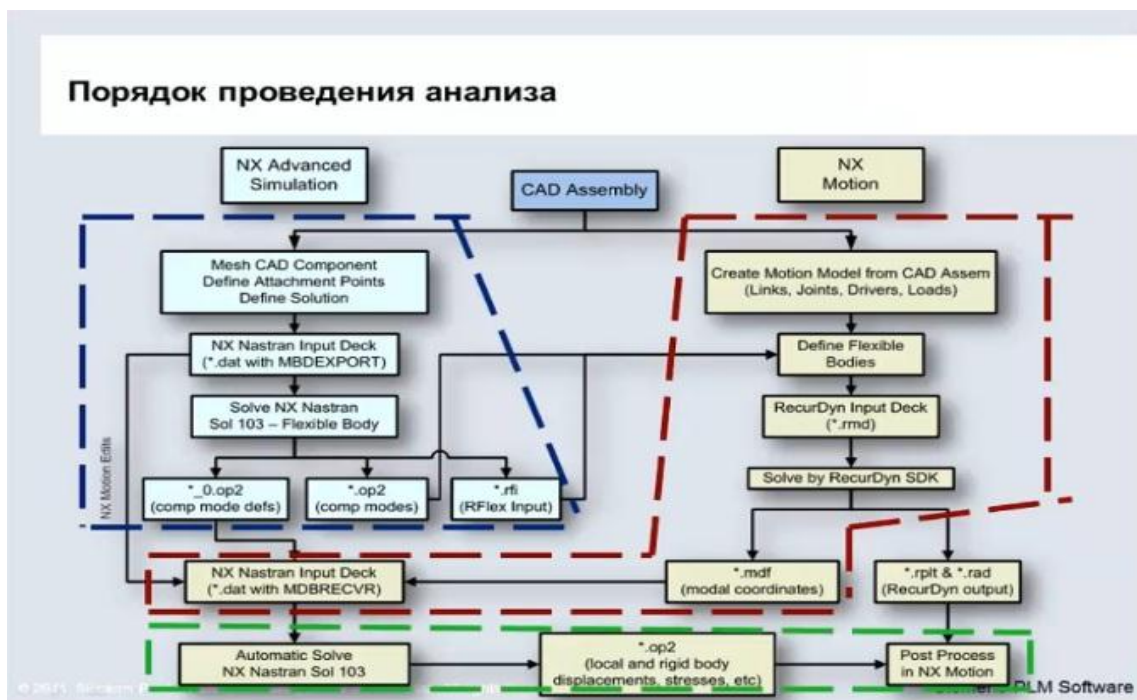 Порядок проведения анализа
NX Advanced
Simulation
CAD Assembly
NX
Motion
Mesh CAD Component
Define Attachment Points
Define Solution
Create Motion Model from CAD Assem
(Links, Joints, Drivers, Loads)
NX Nastran Input Deck
(*.dat with MBDEXPORT)
Define Flexible
Bodies
Solve NX Nastran
Sol 103 – Flexible Body
RecurDyn Input Deck
(*.rmd)
NX Motion Edits
*_0.op2
(comp mode defs)
*.op2
(comp modes)
*.rfi
(RFlex Input)
Solve by RecurDyn SDK
NX Nastran Input Deck
(*.dat with MDBRECVR)
*.mdf
(modal coordinates)
*.rplt & *.rad
(RecurDyn output)
Automatic Solve
NX Nastran Sol 103
*.op2
(local and rigid body
displacements, stresses, etc)
Post Process
in NX Motion
PLM Software